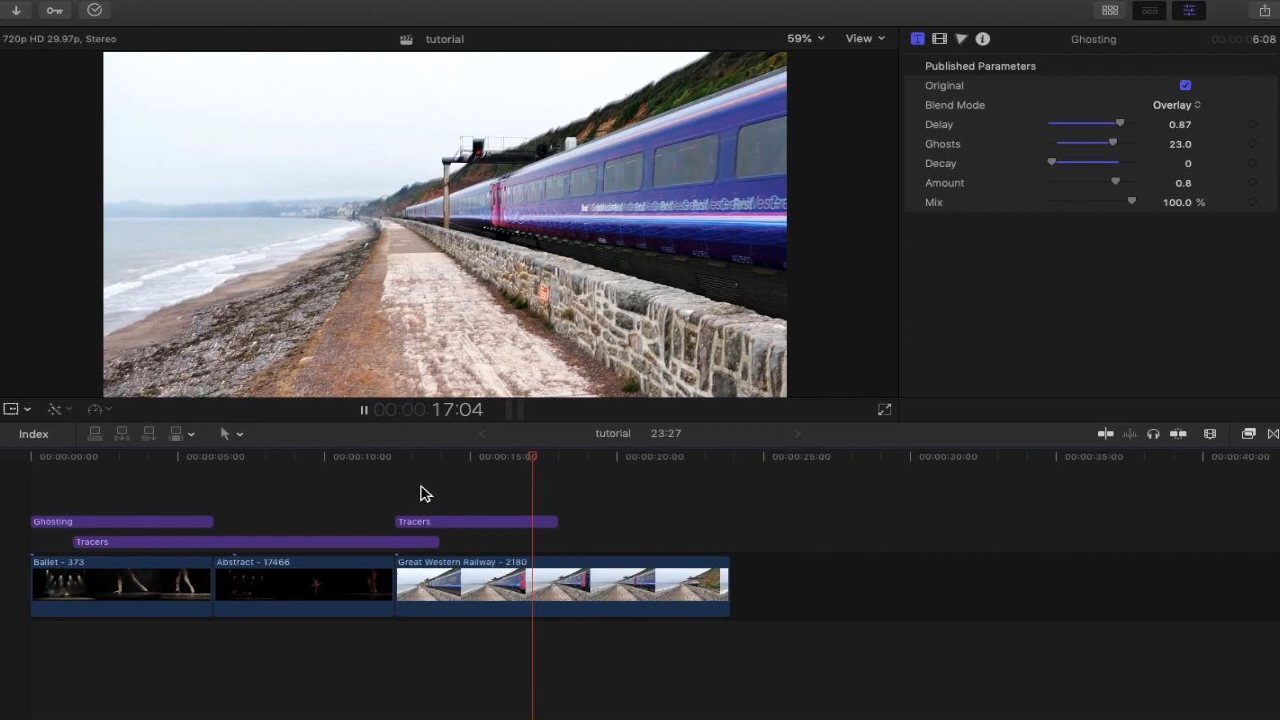 720p HD 29.97p, Stereo
tutorial
59%
View
Ghosting
6:08
Published Parameters
Original
Blend Mode
Overlay
Delay
0.87
Ghosts
23.0
Decay
0
Amount
0.8
Mix
100.0 %
00:00:00 17:04
Index
tutorial
23:27
00:00:00:00
00:00:05:00
00:00:10:00
00:00:15:00
00:00:20:00
00:00:25:00
00:00:30:00
00:00:35:00
00:00:40:00
Ghosting
Tracers
Tracers
Ballet - 373
Abstract - 17466
Great Western Railway - 2180